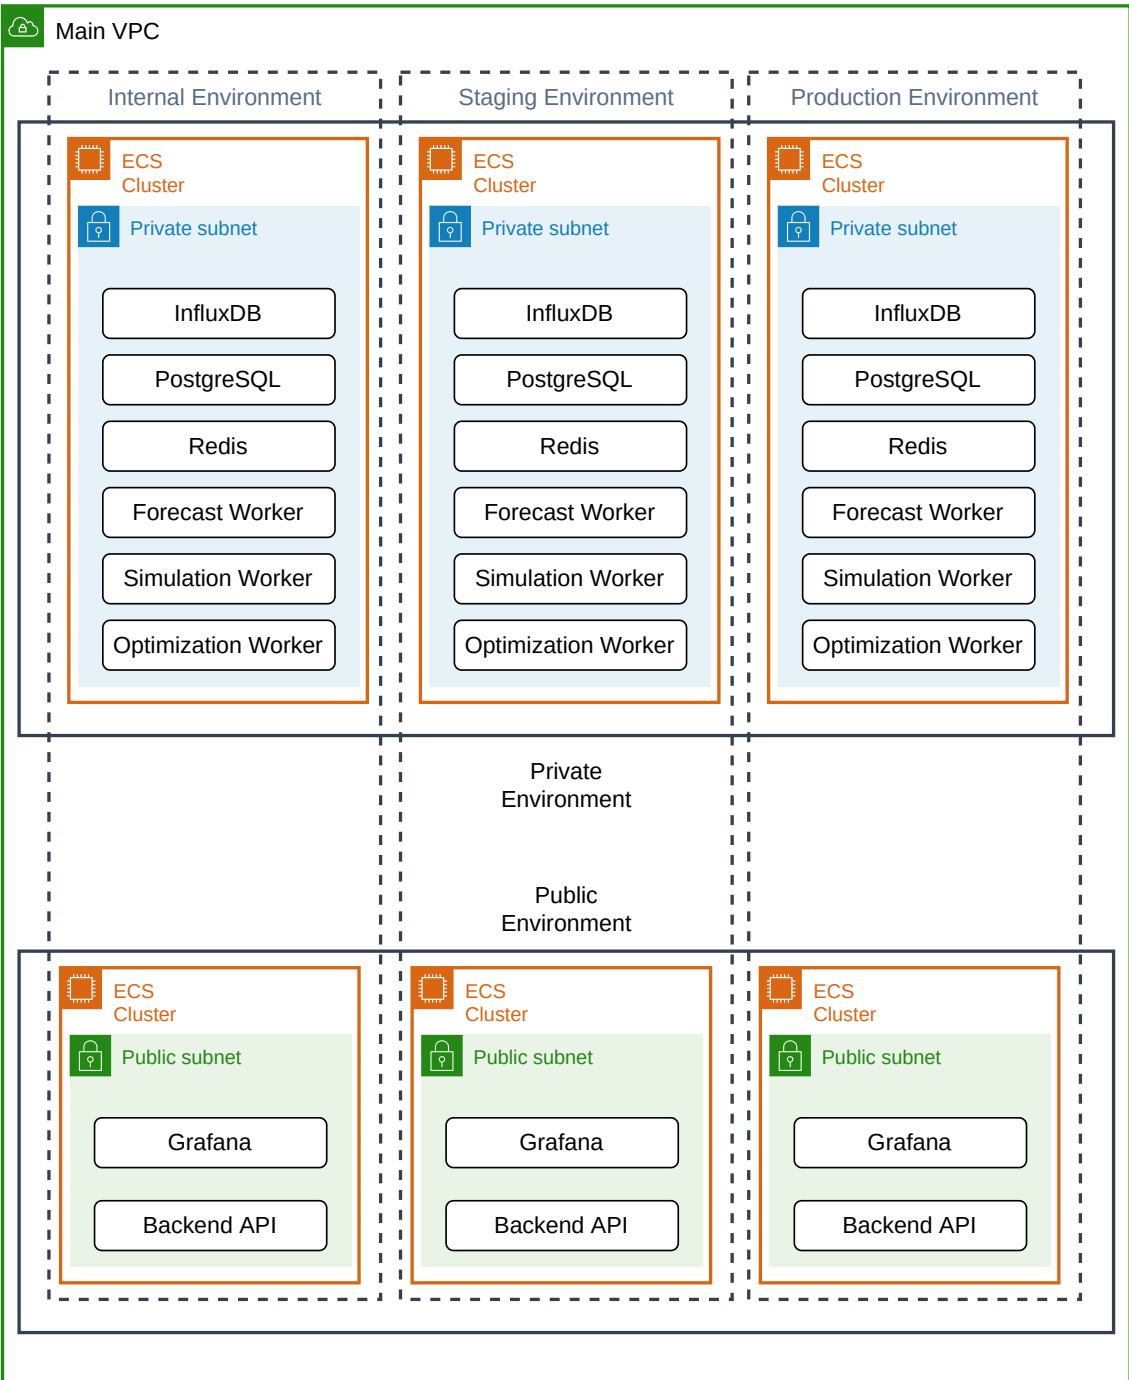 Main VPC
Internal Environment
Staging Environment
Production Environment
ECS
Cluster
Private subnet
InfluxDB
PostgreSQL
Redis
Forecast Worker
Simulation Worker
Optimization Worker
ECS
Cluster
Private subnet
InfluxDB
PostgreSQL
Redis
Forecast Worker
Simulation Worker
Optimization Worker
ECS
Cluster
Private subnet
InfluxDB
PostgreSQL
Redis
Forecast Worker
Simulation Worker
Optimization Worker
Private
Environment
Public
Environment
ECS
Cluster
Public subnet
Grafana
Backend API
ECS
Cluster
Public subnet
Grafana
Backend API
ECS
Cluster
Public subnet
Grafana
Backend API